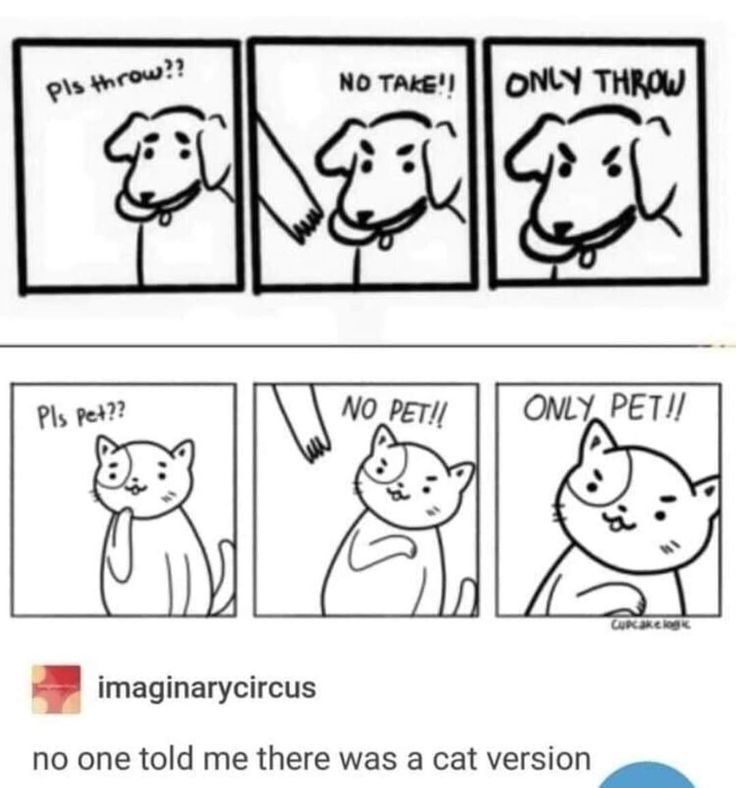 Pls throw??
NO TAKE!!
ONLY THROW
Pls Pet??
NO PET!!
ONLY PET!!
Cupcakelogic
imaginarycircus
no one told me there was a cat version